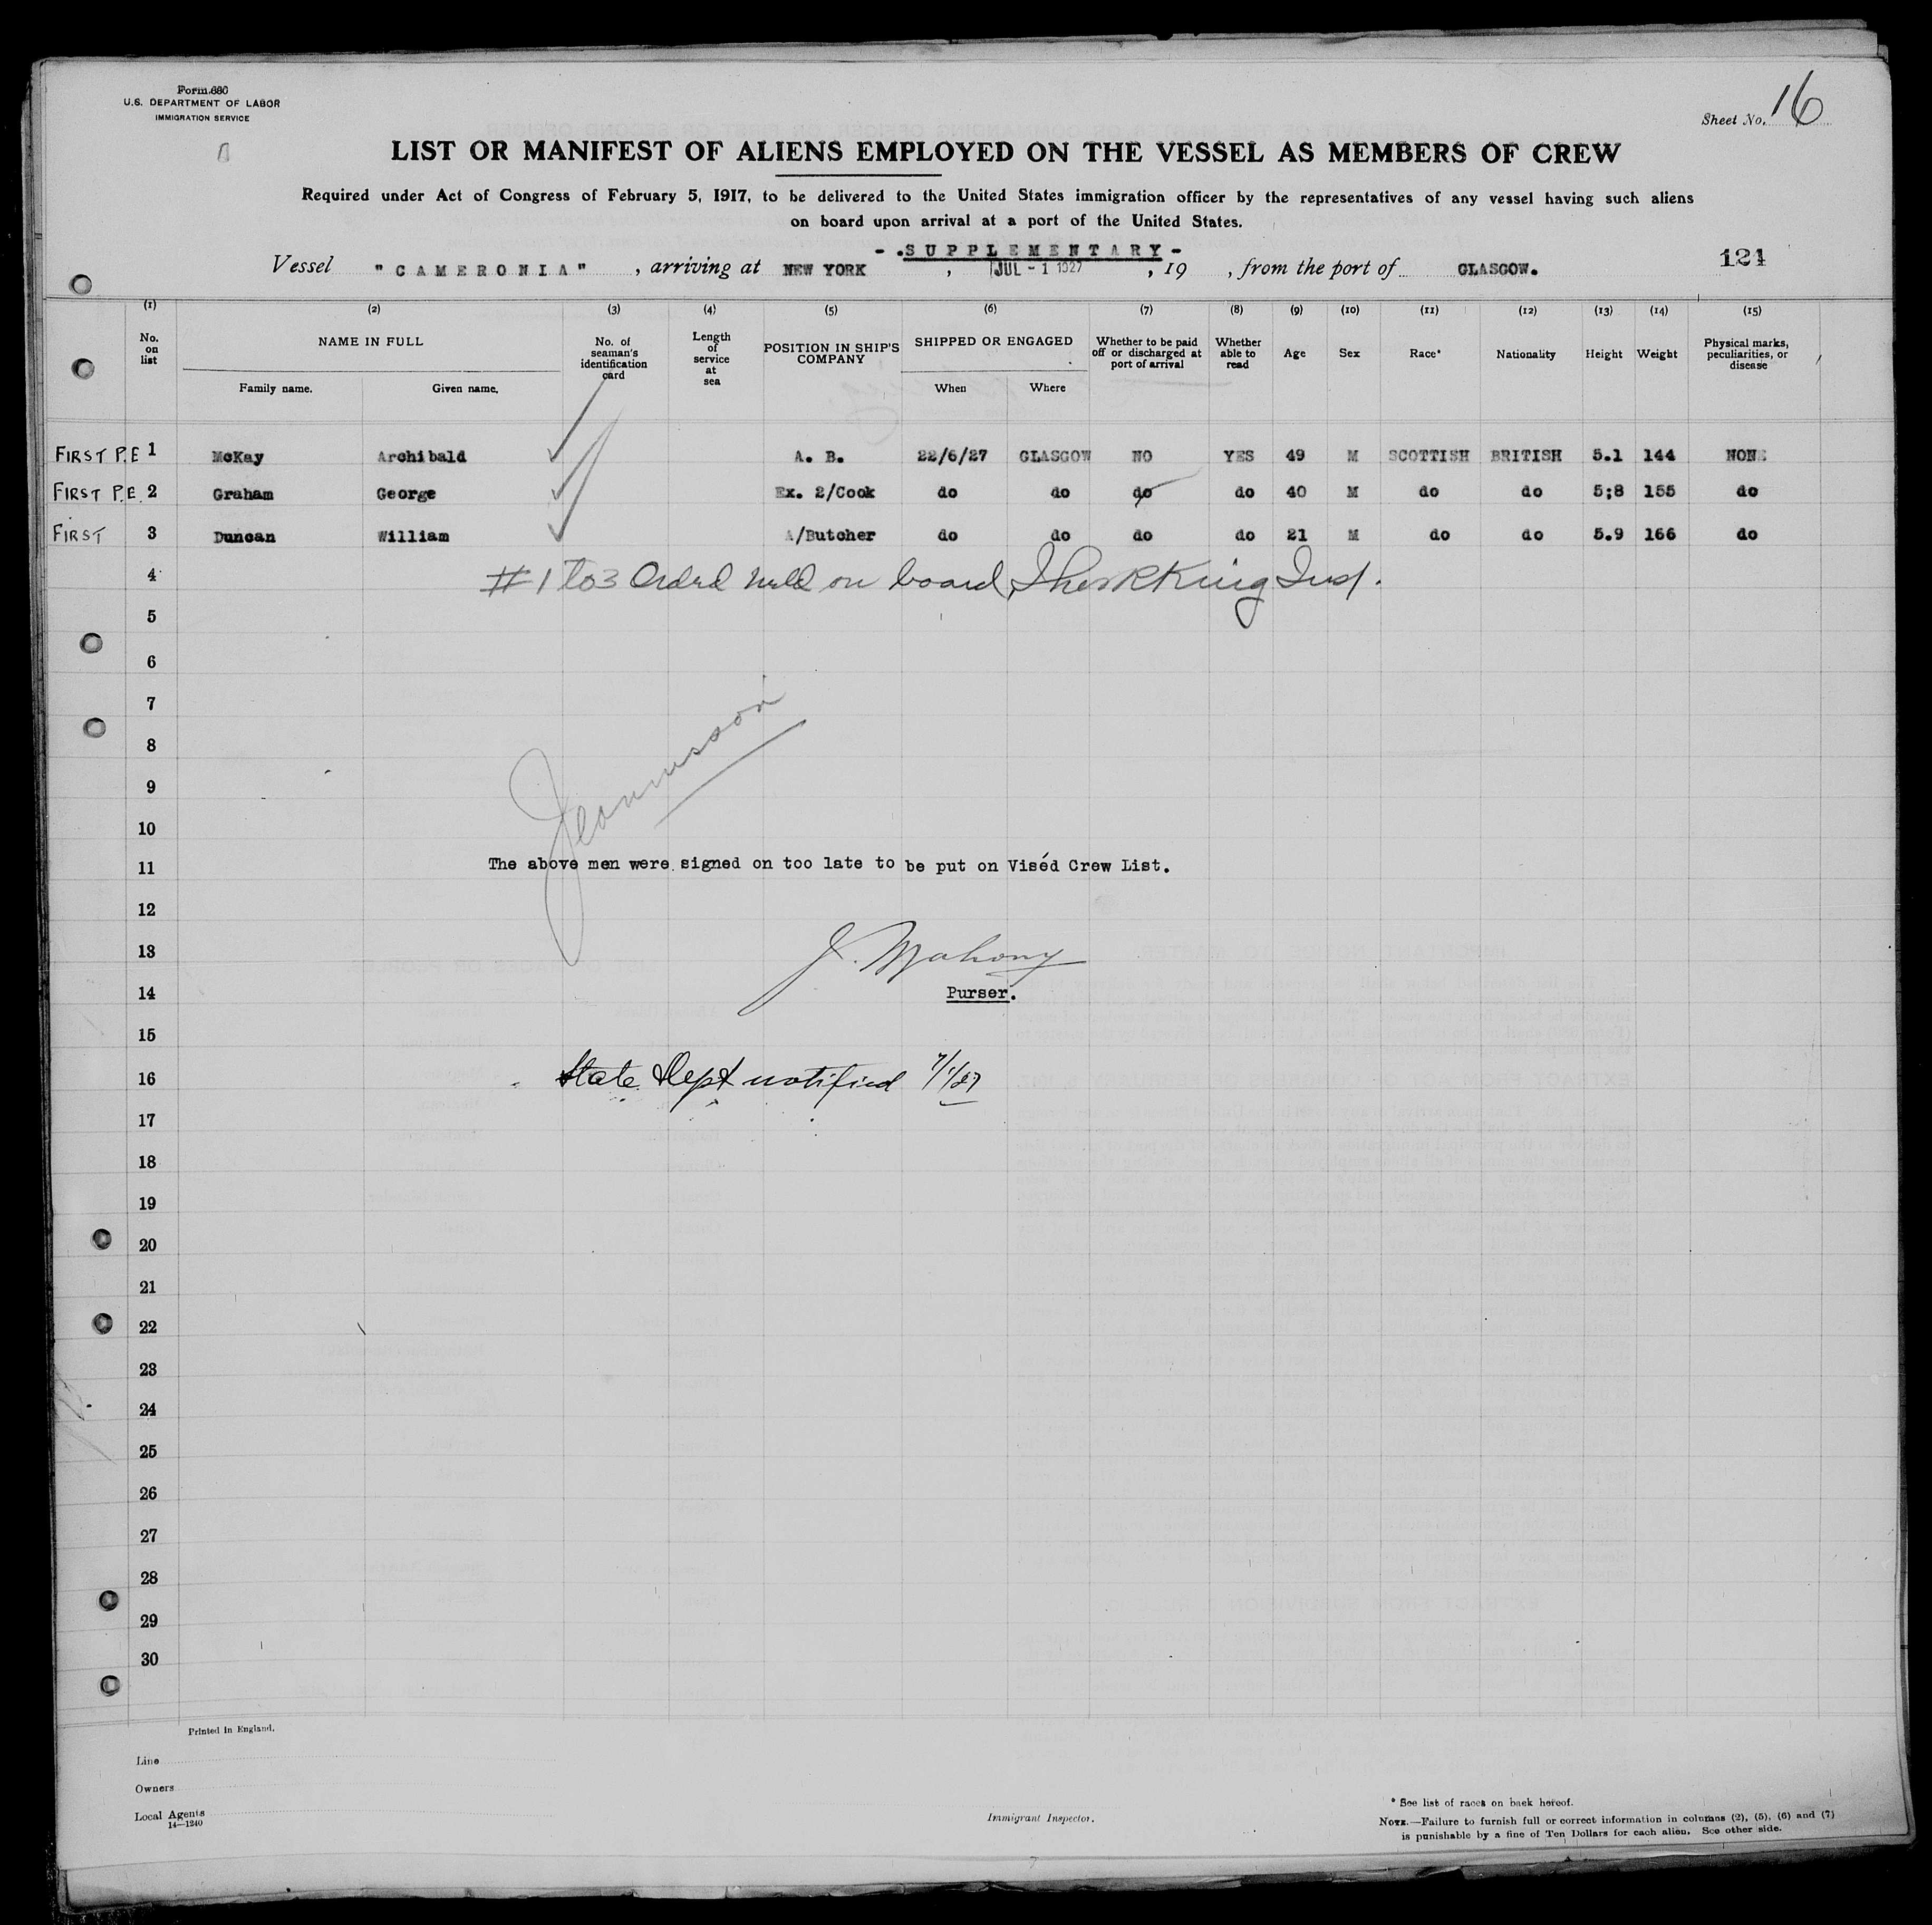 Form 680
U.S. DEPARTMENT OF LABOR
IMMIGRATION SERVICE
Sheet No. 16
LIST OR MANIFEST OF ALIENS EMPLOYED ON THE VESSEL AS MEMBERS OF CREW
Required under Act of Congress of February 5, 1917, to be delivered to the United States immigration officer by the representatives of any vessel having such aliens
on board upon arrival at a port of the United States.
- .SUPPLEMENTARY-
Vessel "CAMERONIA", arriving at NEW YORK, JUL - 1 1927, 19 , from the port of GLASGOW.
124
(1) (2) (3) (4) (5) (6) (7) (8) (9) (10) (11) (12) (13) (14) (15)
No. on list NAME IN FULL Family name. Given name. No. of seaman's identification card Length of service at sea POSITION IN SHIP'S COMPANY SHIPPED OR ENGAGED When Where Whether to be paid off or discharged at port of arrival Whether able to read Age Sex Race* Nationality Height Weight Physical marks, peculiarities, or disease
FIRST P.E 1 McKay Archibald A. B. 22/6/27 GLASGOW NO YES 49 M SCOTTISH BRITISH 5.1 144 NONE
FIRST P.E. 2 Graham George Ex. 2/Cook do do do do 40 M do do 5;8 155 do
FIRST 3 Duncan William A/Butcher do do do do 21 M do do 5.9 166 do
4 #1 to 3 Ordrd held on board, King Insp.
5
6
7
8
9
10
11 The above men were signed on too late to be put on Viséd Crew List.
12
13 J. Mahony
14 Purser.
15
16 State Dept notified 7/1/27
17
18
19
20
21
22
23
24
25
26
27
28
29
30
Printed in England.
Line
Owners
Local Agents
14—1240
Immigrant Inspector.
* See list of races on back hereof.
NOTE.—Failure to furnish full or correct information in columns (2), (5), (6) and (7)
is punishable by a fine of Ten Dollars for each alien. See other side.